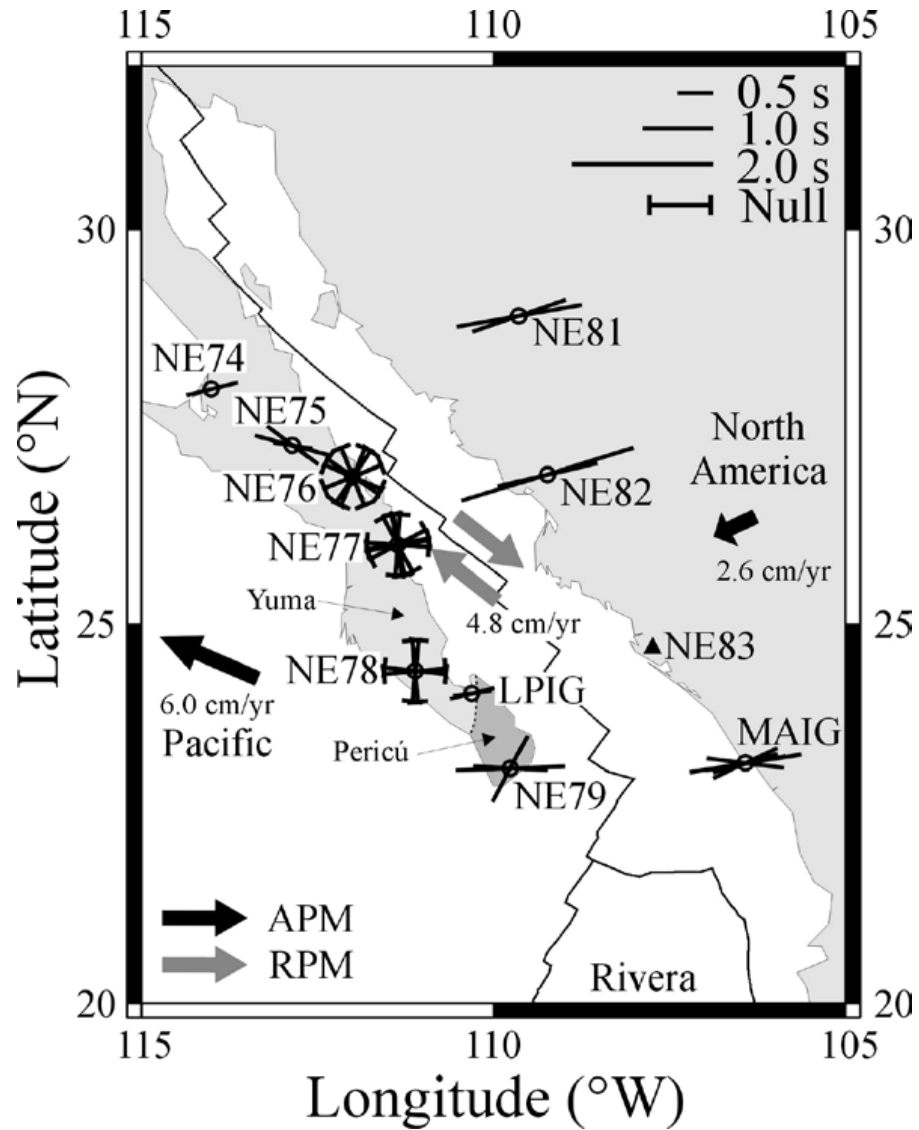 115
110
105
0.5 s
1.0 s
2.0 s
Null
30
30
NE81
NE74
NE75
North
America
NE76
NE82
NE77
2.6 cm/yr
Yuma
4.8 cm/yr
25
25
NE83
NE78
LPIG
6.0 cm/yr
Pacific
Pericú
MAIG
NE79
APM
RPM
Rivera
20
20
115
110
105
Latitude (°N)
Longitude (°W)